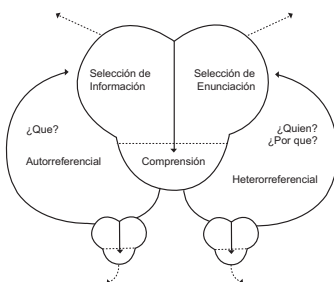 Selección de
Información
Selección de
Enunciación
Comprensión
¿Que?
Autorreferencial
¿Quien?
¿Por que?
Heterorreferencial